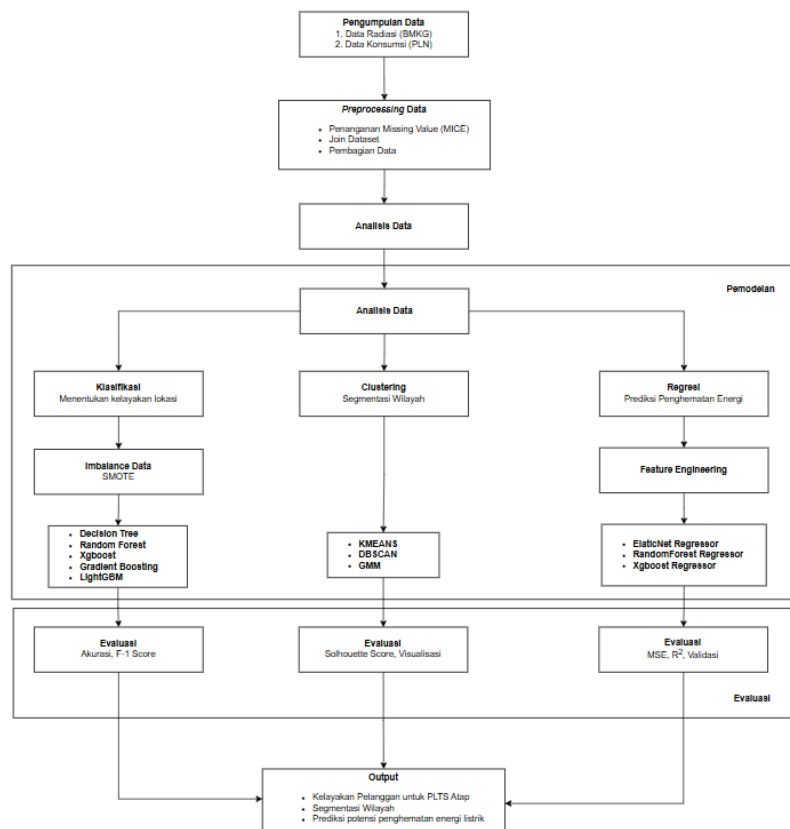 Pengumpulan Data
1. Data Radiasi (BMKG)
2. Data Konsumsi (PLN)
Preprocessing Data
• Penanganan Missing Value (MICE)
• Join Dataset
• Pembagian Data
Analisis Data
Pemodelan
Analisis Data
Klasifikasi
Menentukan kelayakan lokasi
Clustering
Segmentasi Wilayah
Regresi
Prediksi Penghematan Energi
Imbalance Data
SMOTE
Feature Engineering
• Decision Tree
• Random Forest
• Xgboost
• Gradient Boosting
• LightGBM
• KMEANS
• DBSCAN
• GMM
• ElaticNet Regressor
• RandomForest Regressor
• Xgboost Regressor
Evaluasi
Akurasi, F-1 Score
Evaluasi
Solhouette Score, Visualisasi
Evaluasi
MSE, R², Validasi
Evaluasi
Output
• Kelayakan Pelanggan untuk PLTS Atap
• Segmentasi Wilayah
• Prediksi potensi penghematan energi listrik